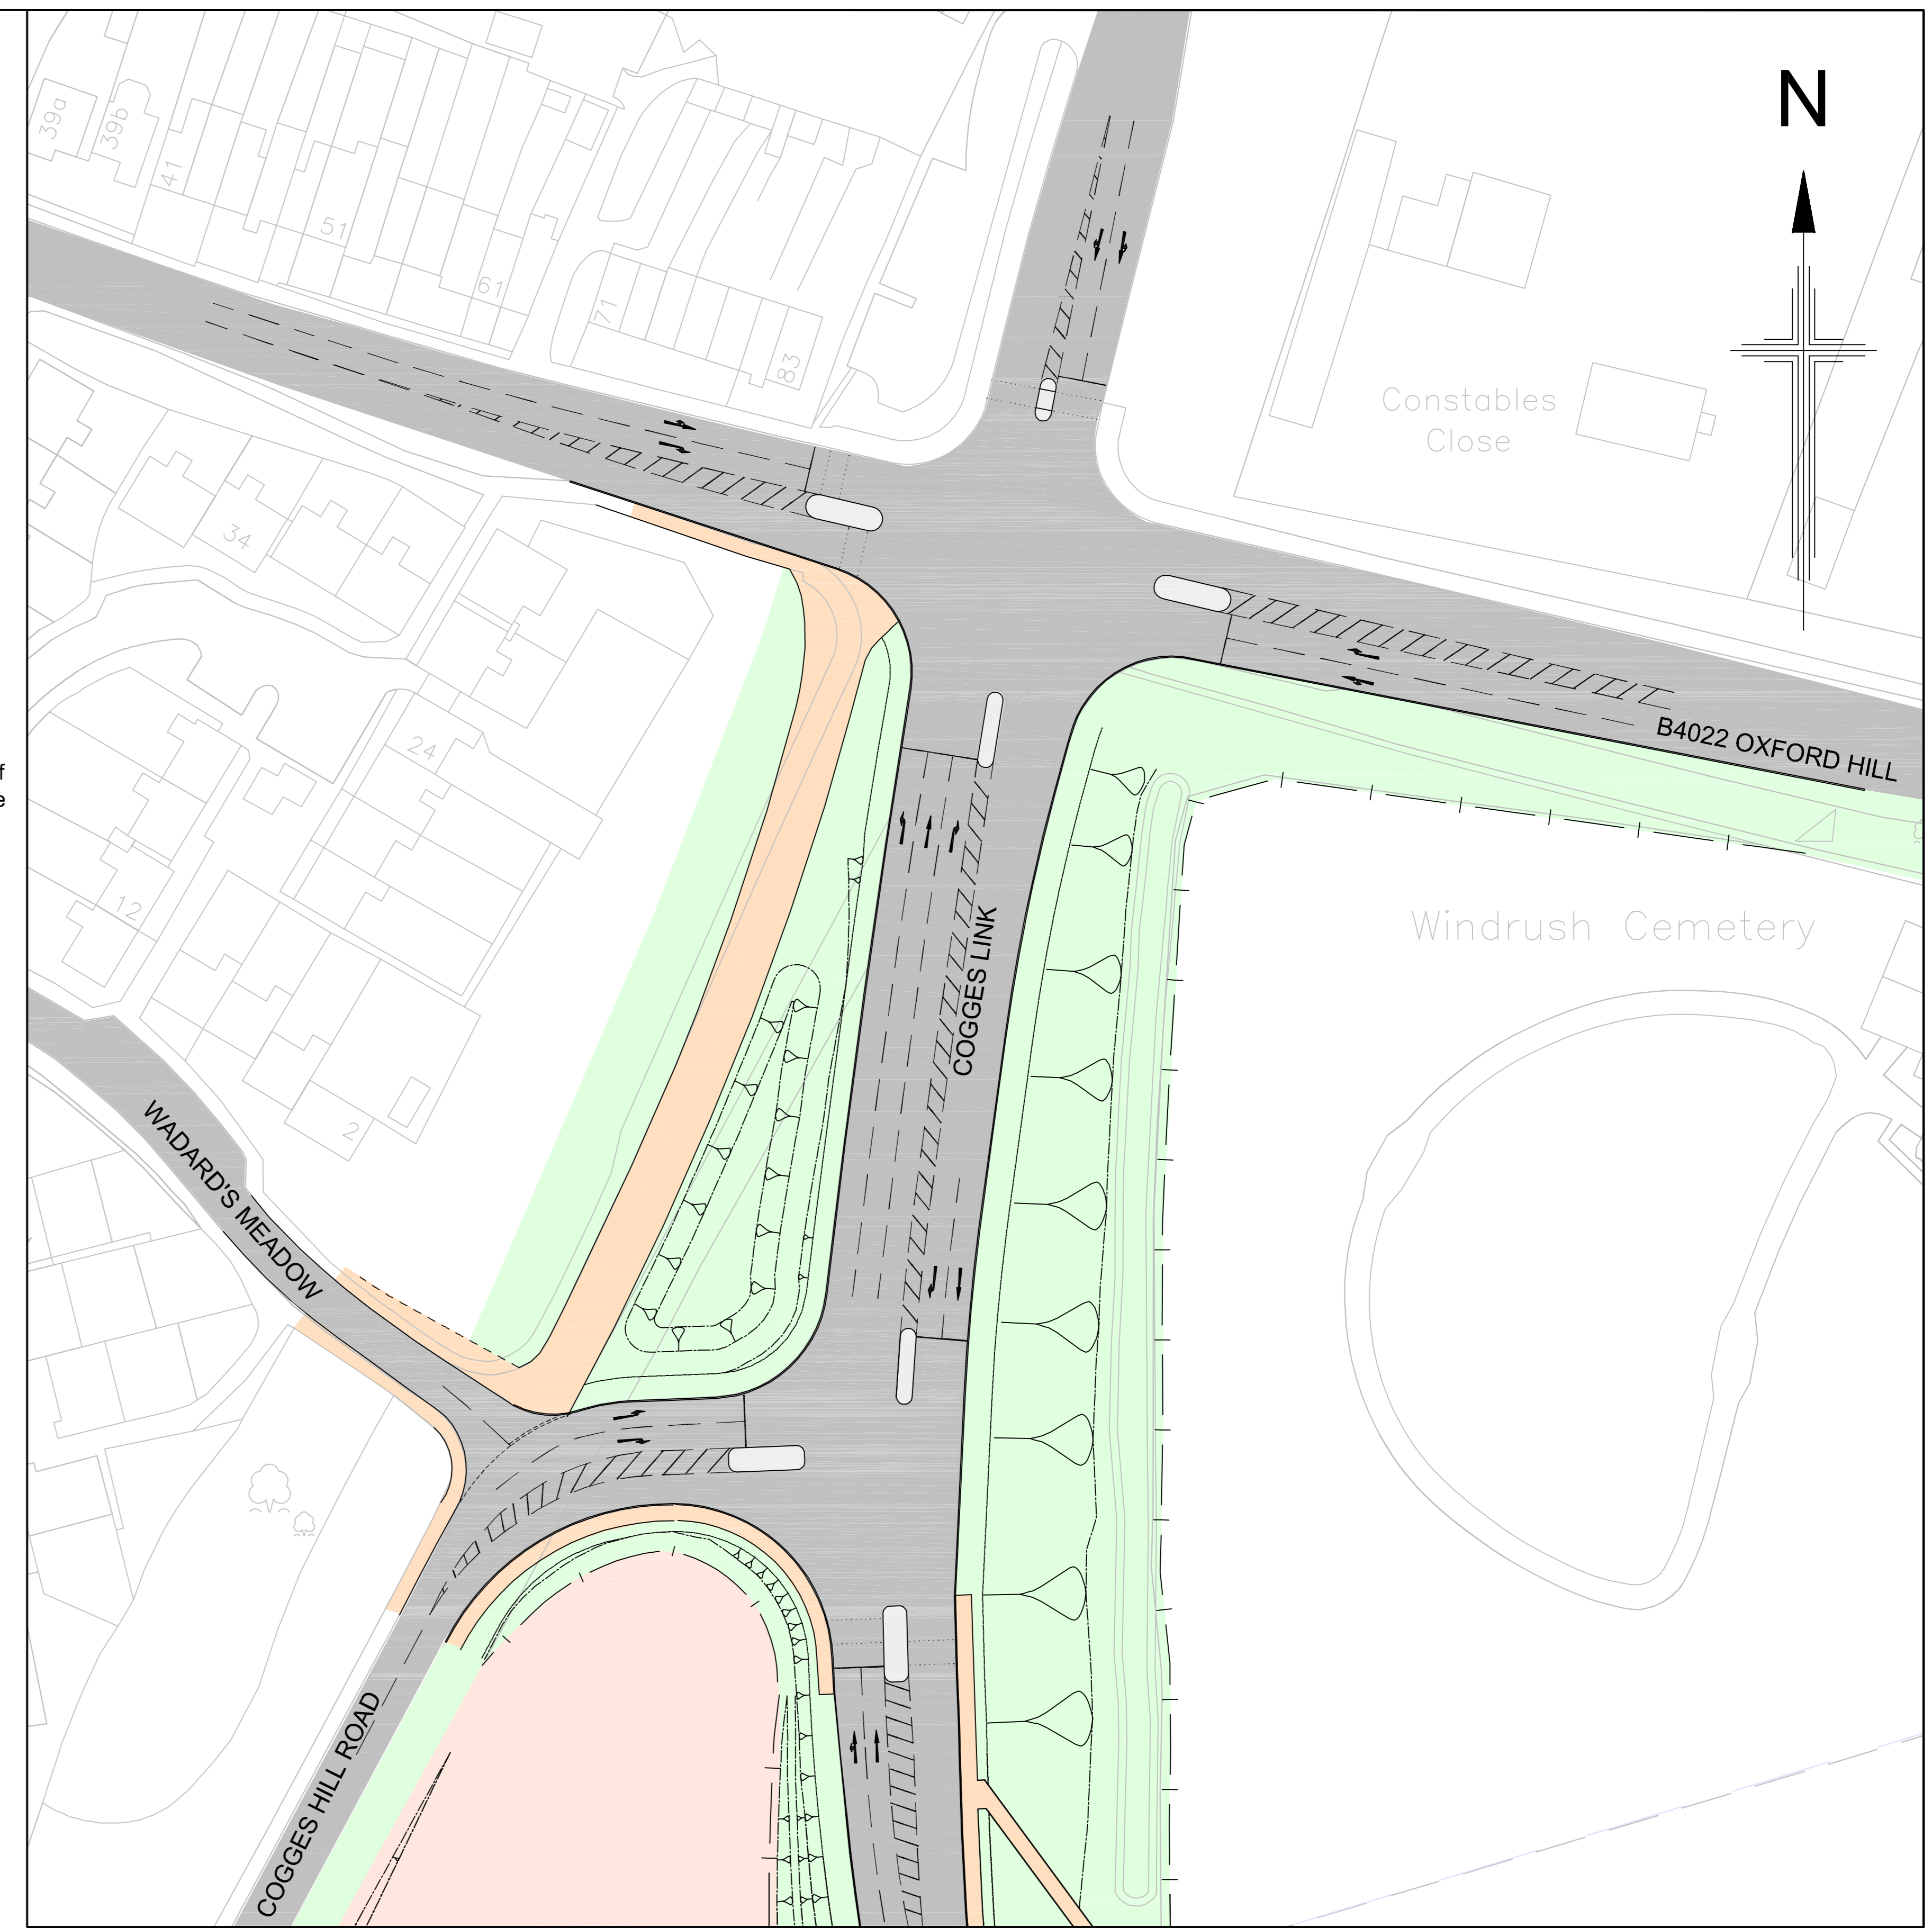 N
39a
39b
41
51
61
71
83
Constables
Close
34
B4022 OXFORD HILL
24
f
e
12
COGGES LINK
Windrush Cemetery
2
WADARD'S MEADOW
COGGES HILL ROAD